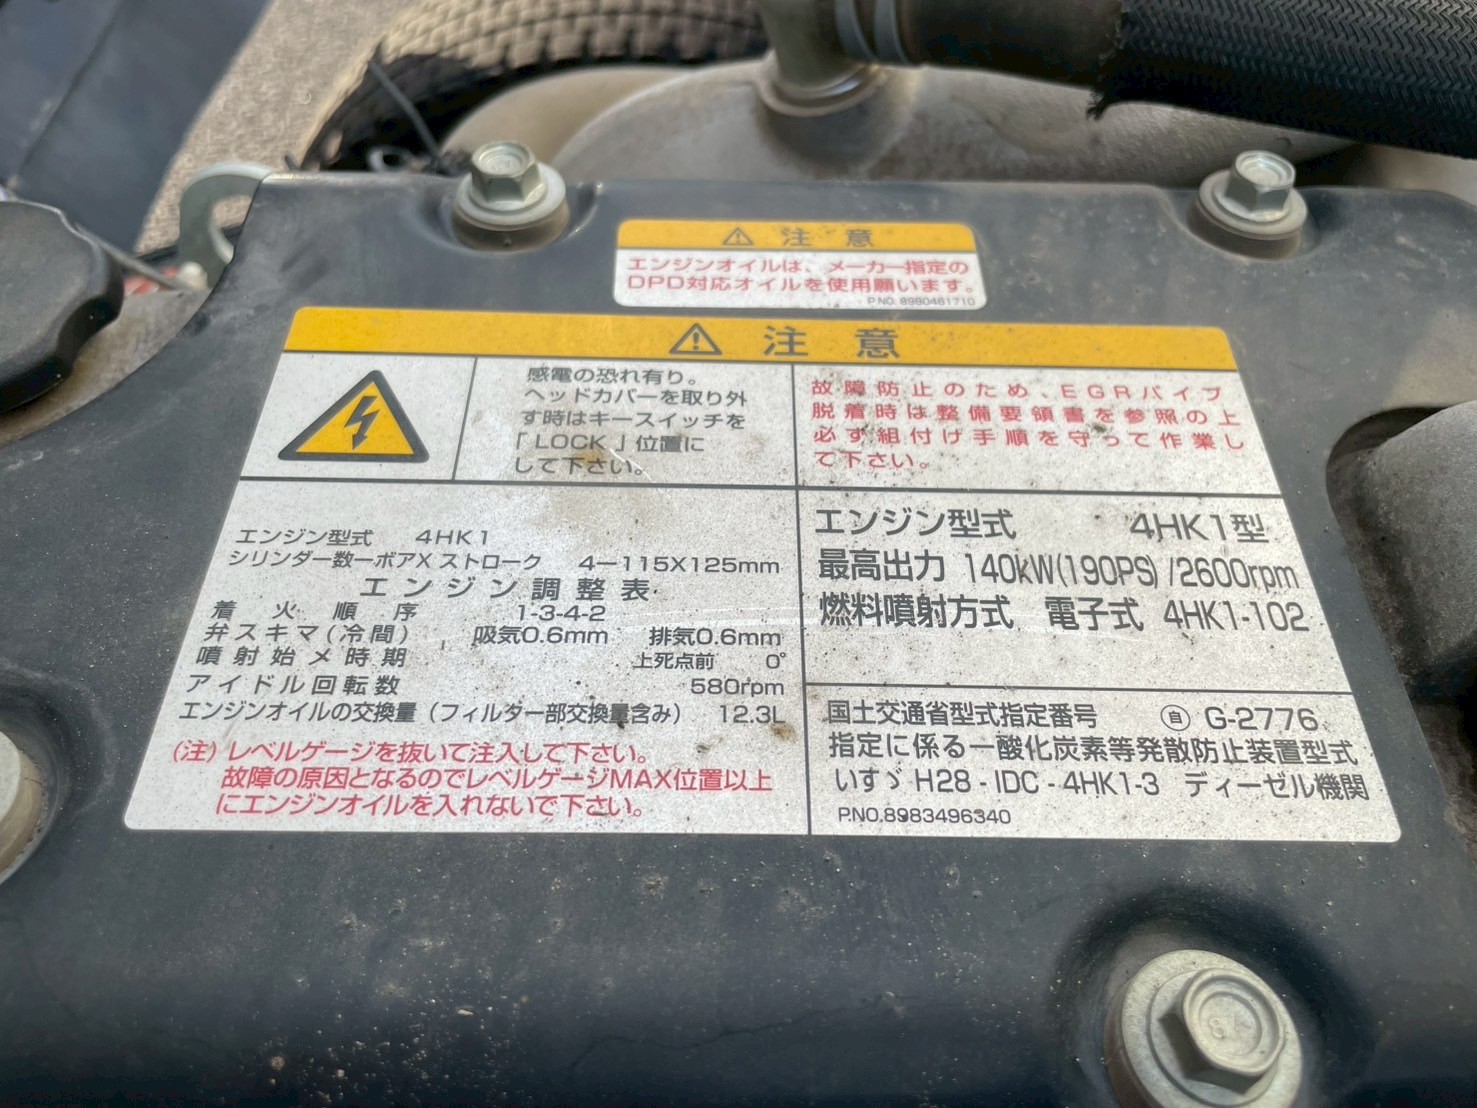 ⚠ 注意
エンジンオイルは、メーカー指定の
DPD対応オイルを使用願います。
P.NO. 8980461710
⚠ 注意
感電の恐れ有り。
ヘッドカバーを取り外
す時はキースイッチを
「LOCK」位置に
して下さい。
故障防止のため、EGRパイプ
脱着時は整備要領書を参照の上
必ず組付け手順を守って作業し
て下さい。
エンジン型式 4HK1
シリンダー数ーボアX ストローク 4ー115X125mm
エンジン調整表
着火順序 1-3-4-2
弁スキマ(冷間) 吸気0.6mm 排気0.6mm
噴射始メ時期 上死点前 0°
アイドル回転数 580rpm
エンジンオイルの交換量(フィルター部交換量含み) 12.3L
(注)レベルゲージを抜いて注入して下さい。
故障の原因となるのでレベルゲージMAX位置以上
にエンジンオイルを入れないで下さい。
エンジン型式 4HK1型
最高出力 140kW(190PS)/2600rpm
燃料噴射方式 電子式 4HK1-102
国土交通省型式指定番号 ㊀自 G-2776
指定に係る一酸化炭素等発散防止装置型式
いすゞ H28-IDC-4HK1-3 ディーゼル機関
P.NO.8983496340
8